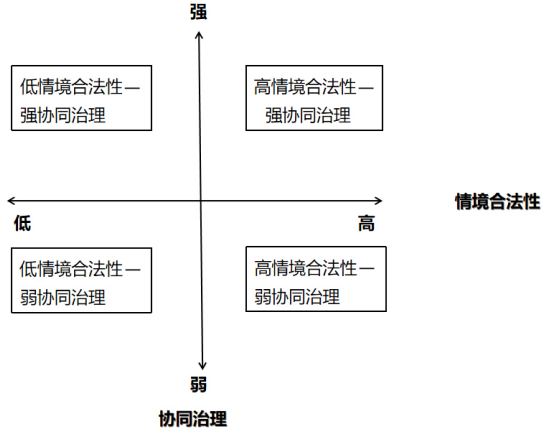 强
低情境合法性—
强协同治理
高情境合法性—
强协同治理
情境合法性
低
高
低情境合法性—
弱协同治理
高情境合法性—
弱协同治理
弱
协同治理